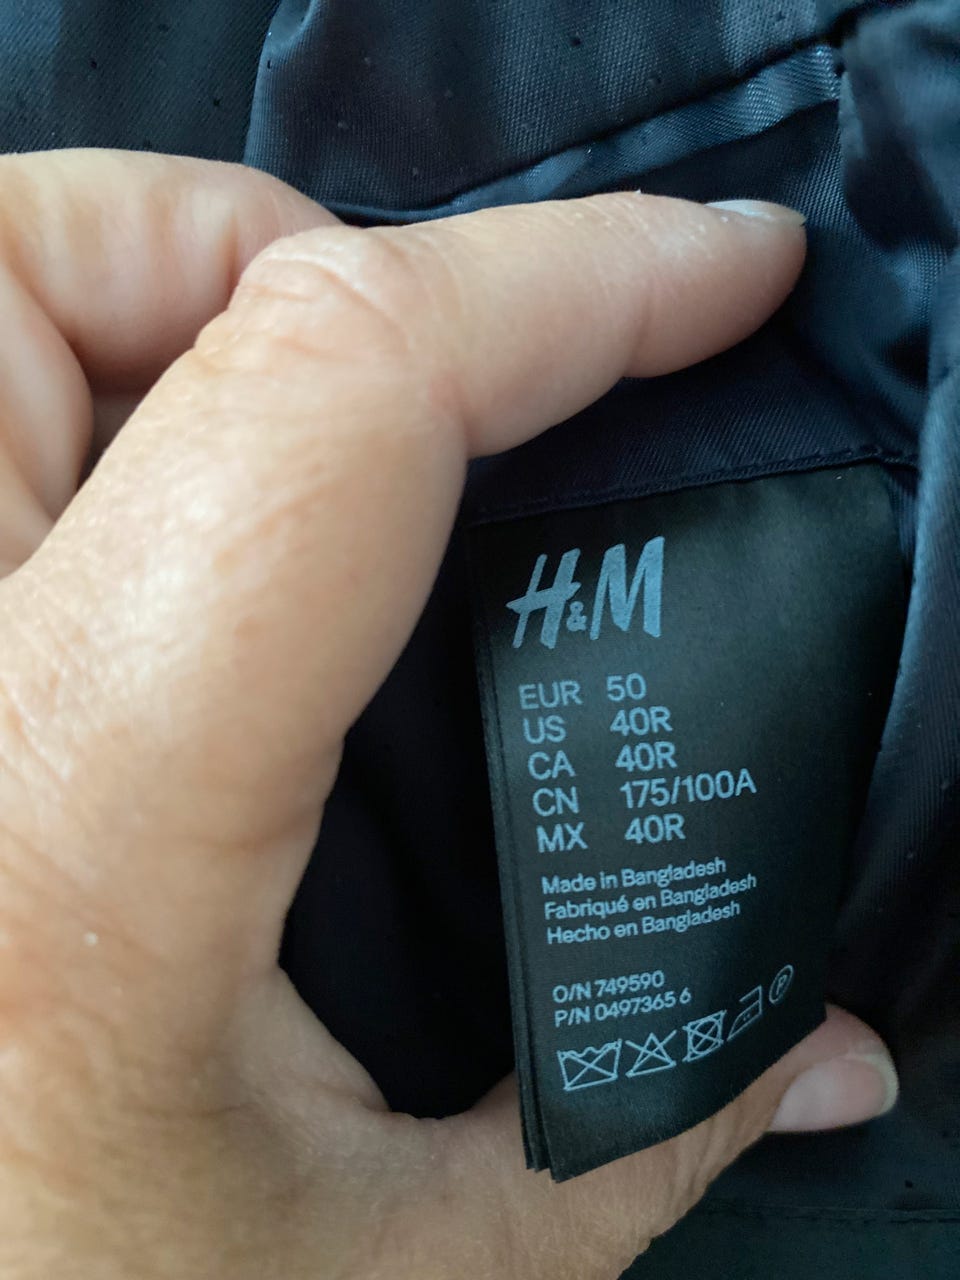 H&M
EUR 50
US 40R
CA 40R
CN 175/100A
MX 40R
Made in Bangladesh
Fabriqué en Bangladesh
Hecho en Bangladesh
O/N 749590
P/N 0497365 6
P